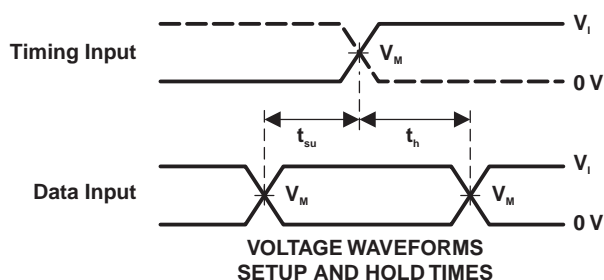 V_I
Timing Input
V_M
0 V
t_su
t_h
V_I
Data Input
V_M
V_M
0 V
VOLTAGE WAVEFORMS
SETUP AND HOLD TIMES